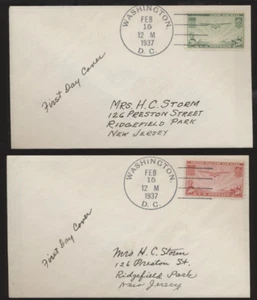 WASHINGTON,
FEB
15
12 M
1937
D.C.
First Day Cover
MRS. H. C. STORM
126 PRESTON STREET
RIDGEFIELD PARK
NEW JERSEY
WASHINGTON,
FEB
15
12 M
1937
D.C.
First Day Cover
Mrs H. C. Storm
126 Preston St.
Ridgefield Park
New Jersey